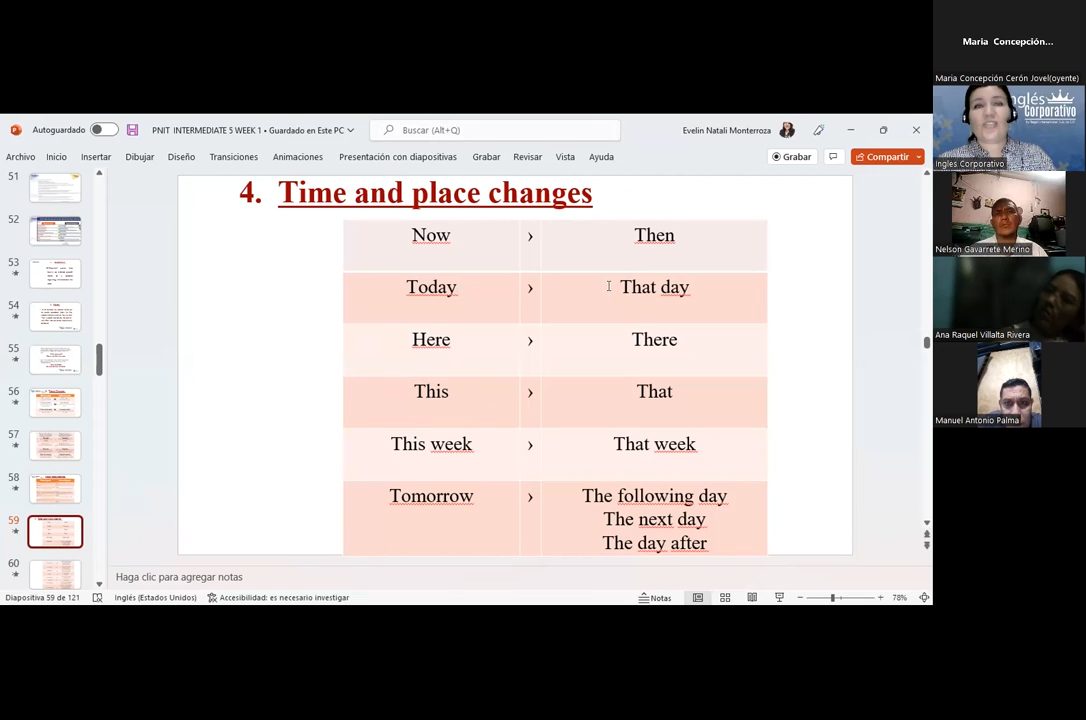 Maria Concepción...
Maria Concepción Cerón Jovel(oyente)
Inglés
Corporativo
Ingles Corporativo
Nelson Gavarrete Merino
Ana Raquel Villalta Rivera
Manuel Antonio Palma
Autoguardado
PNIT INTERMEDIATE 5 WEEK 1 • Guardado en Este PC
Buscar (Alt+Q)
Evelin Natali Monterroza
Archivo Inicio Insertar Dibujar Diseño Transiciones Animaciones Presentación con diapositivas Grabar Revisar Vista Ayuda
Grabar
Compartir
51
52
53
54
55
56
57
58
59
60
4. Time and place changes
Now › Then
Today › That day
Here › There
This › That
This week › That week
Tomorrow › The following day
The next day
The day after
Haga clic para agregar notas
Diapositiva 59 de 121 Inglés (Estados Unidos) Accesibilidad: es necesario investigar Notas 78%